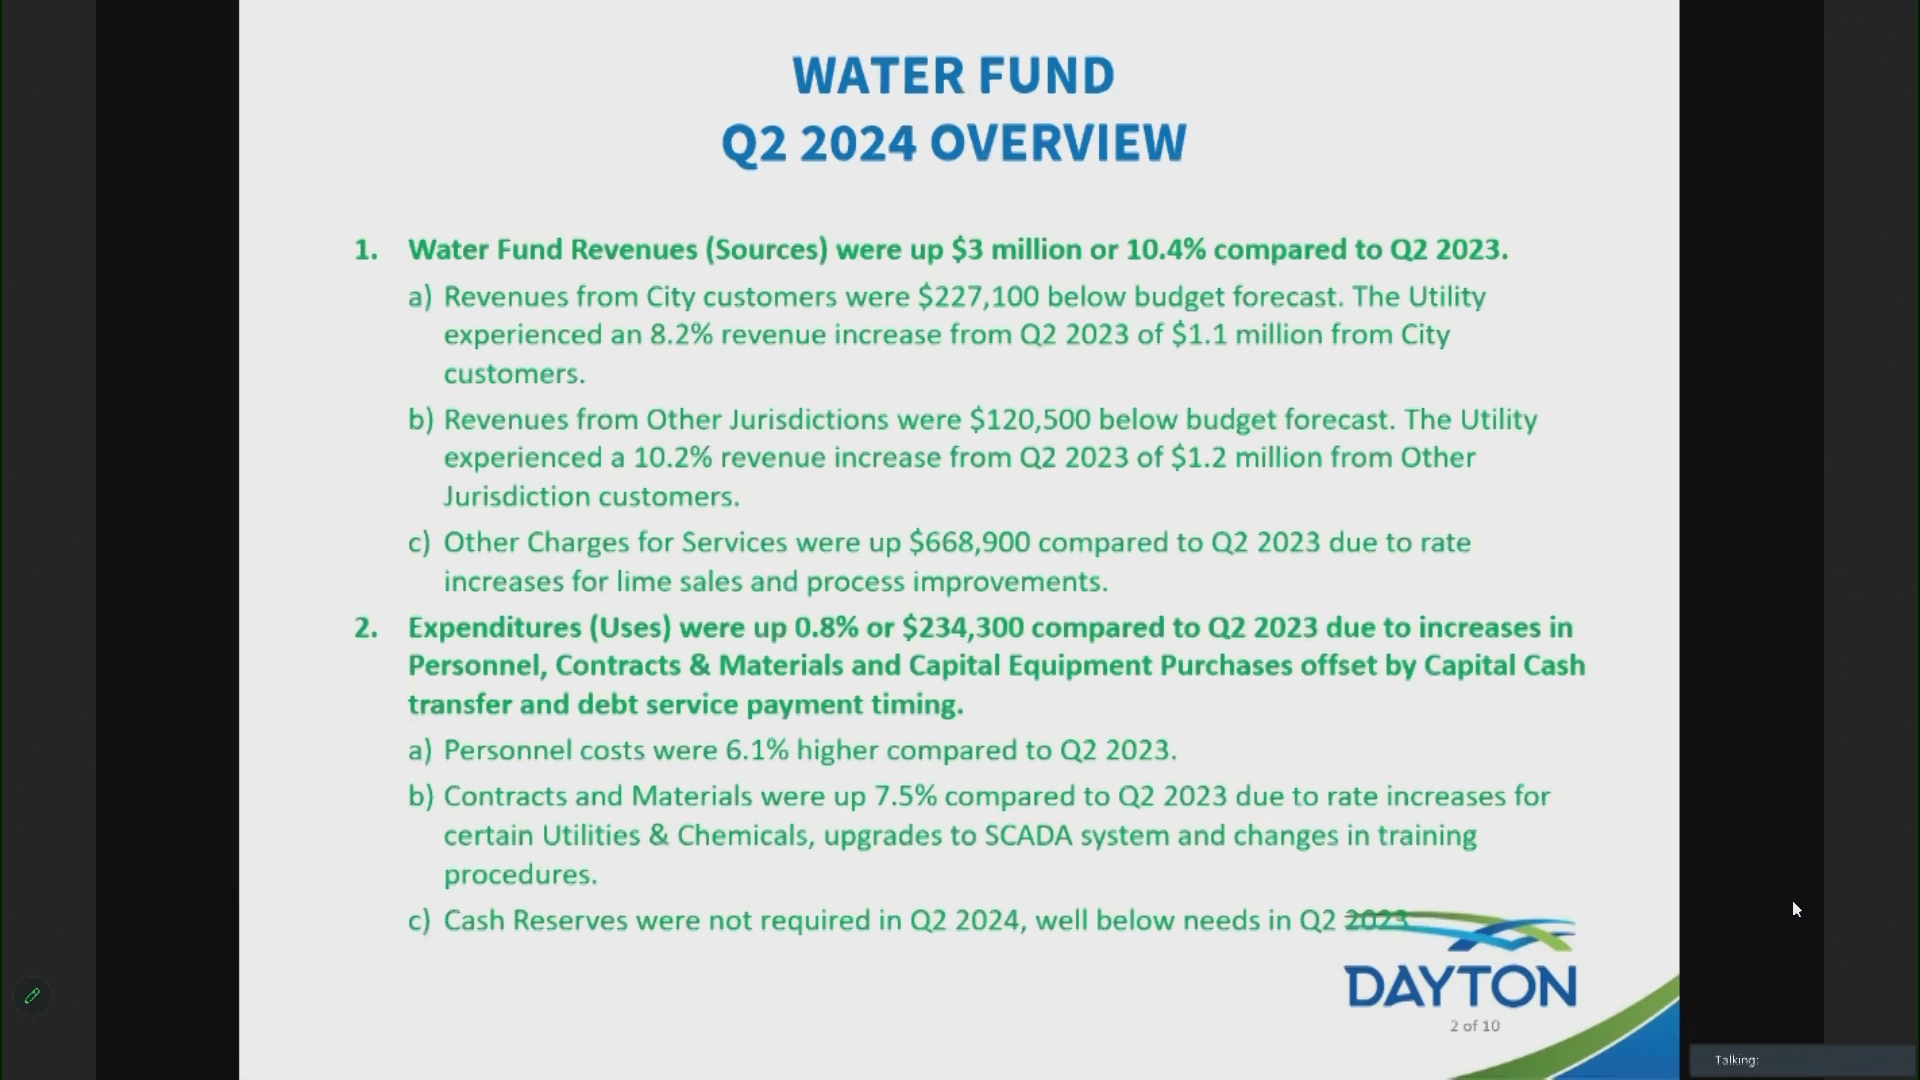 WATER FUND
Q2 2024 OVERVIEW
1. Water Fund Revenues (Sources) were up $3 million or 10.4% compared to Q2 2023.
a) Revenues from City customers were $227,100 below budget forecast. The Utility
experienced an 8.2% revenue increase from Q2 2023 of $1.1 million from City
customers.
b) Revenues from Other Jurisdictions were $120,500 below budget forecast. The Utility
experienced a 10.2% revenue increase from Q2 2023 of $1.2 million from Other
Jurisdiction customers.
c) Other Charges for Services were up $668,900 compared to Q2 2023 due to rate
increases for lime sales and process improvements.
2. Expenditures (Uses) were up 0.8% or $234,300 compared to Q2 2023 due to increases in
Personnel, Contracts & Materials and Capital Equipment Purchases offset by Capital Cash
transfer and debt service payment timing.
a) Personnel costs were 6.1% higher compared to Q2 2023.
b) Contracts and Materials were up 7.5% compared to Q2 2023 due to rate increases for
certain Utilities & Chemicals, upgrades to SCADA system and changes in training
procedures.
c) Cash Reserves were not required in Q2 2024, well below needs in Q2 2023.
DAYTON
2 of 10
Talking: